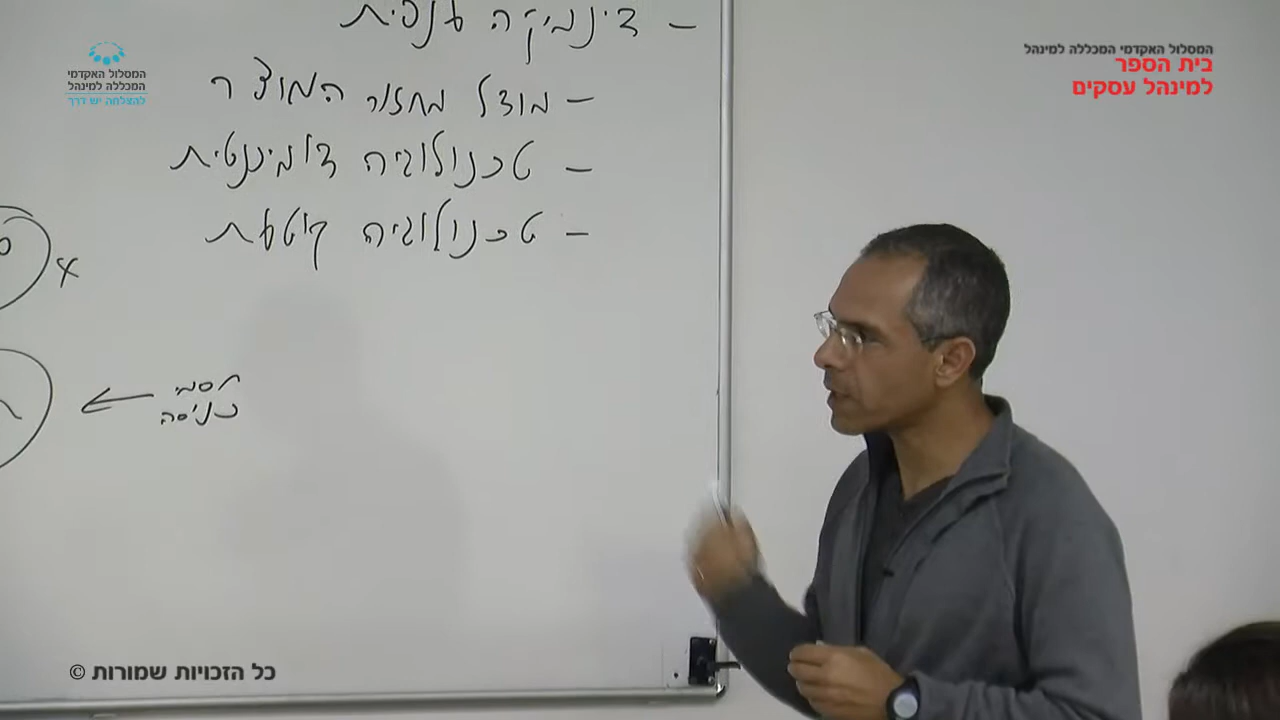 המסלול האקדמי המכללה למינהל
בית הספר
למינהל עסקים
המסלול האקדמי
המכללה למינהל
להצלחה יש דרך
- דינמיקה ענפית
- מודל מחזור המוצר
- טכנולוגיה דומיננטית
- טכנולוגיה קוטעת
x
חסמי
כניסה
כל הזכויות שמורות ©